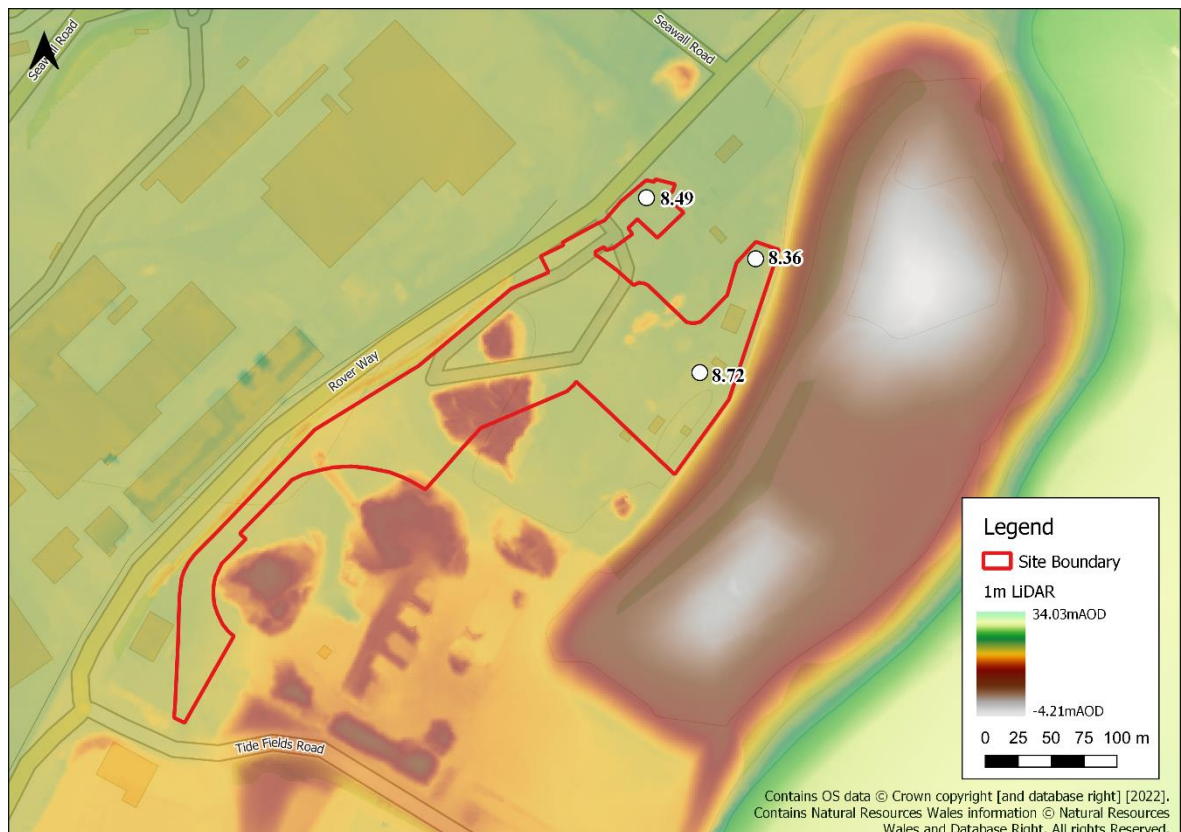 Seawall Road
Seawall Road
8.49
8.36
8.72
Rover Way
Tide Fields Road
Legend
Site Boundary
1m LiDAR
34.03mAOD
-4.21mAOD
0 25 50 75 100 m
Contains OS data © Crown copyright [and database right] [2022].
Contains Natural Resources Wales information © Natural Resources
Wales and Database Right. All rights Reserved.